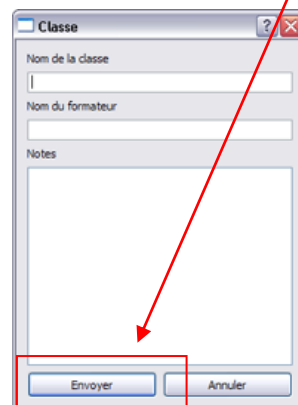 Classe
Nom de la classe
Nom du formateur
Notes
Envoyer Annuler